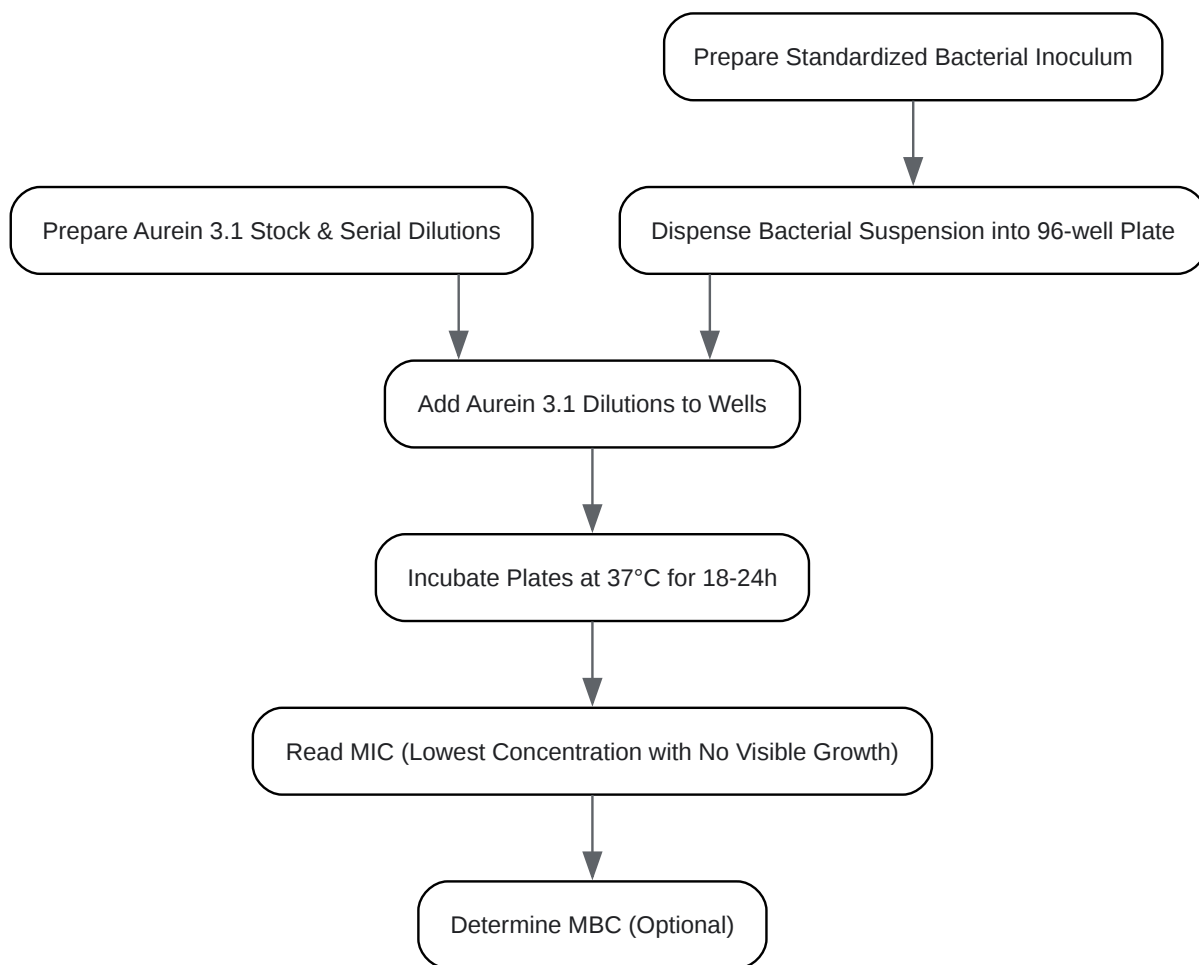 Prepare Standardized Bacterial Inoculum
Prepare Aurein 3.1 Stock & Serial Dilutions
Dispense Bacterial Suspension into 96-well Plate
Add Aurein 3.1 Dilutions to Wells
Incubate Plates at 37°C for 18-24h
Read MIC (Lowest Concentration with No Visible Growth)
Determine MBC (Optional)